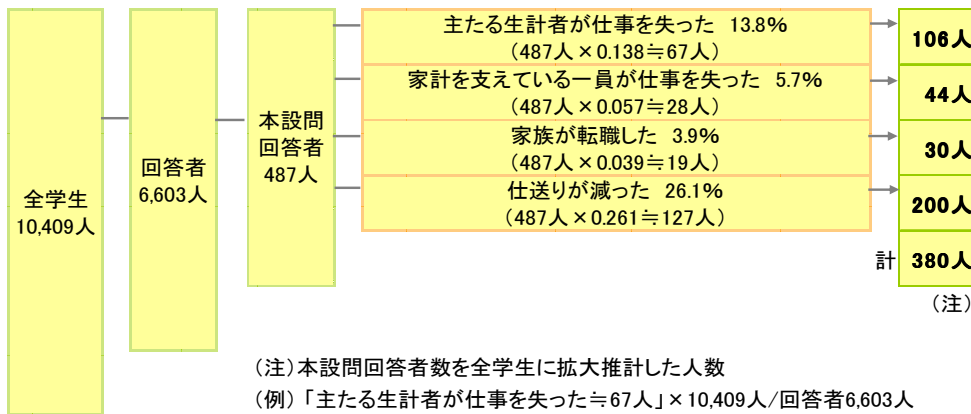 全学生
10,409人
回答者
6,603人
本設問
回答者
487人
主たる生計者が仕事を失った 13.8%
（487人×0.138≒67人）
家計を支えている一員が仕事を失った 5.7%
（487人×0.057≒28人）
家族が転職した 3.9%
（487人×0.039≒19人）
仕送りが減った 26.1%
（487人×0.261≒127人）
106人
44人
30人
200人
計 380人
（注）
（注）本設問回答者数を全学生に拡大推計した人数
（例）「主たる生計者が仕事を失った≒67人」×10,409人/回答者6,603人